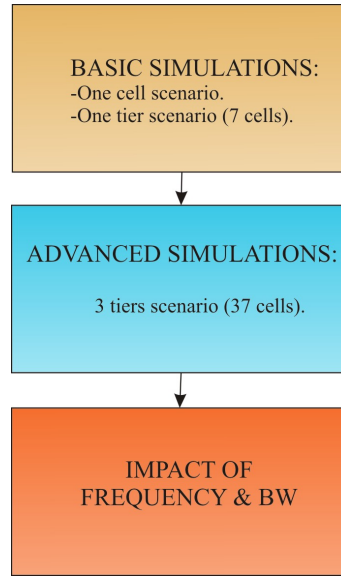 BASIC SIMULATIONS:
-One cell scenario.
-One tier scenario (7 cells).
ADVANCED SIMULATIONS:
3 tiers scenario (37 cells).
IMPACT OF
FREQUENCY & BW